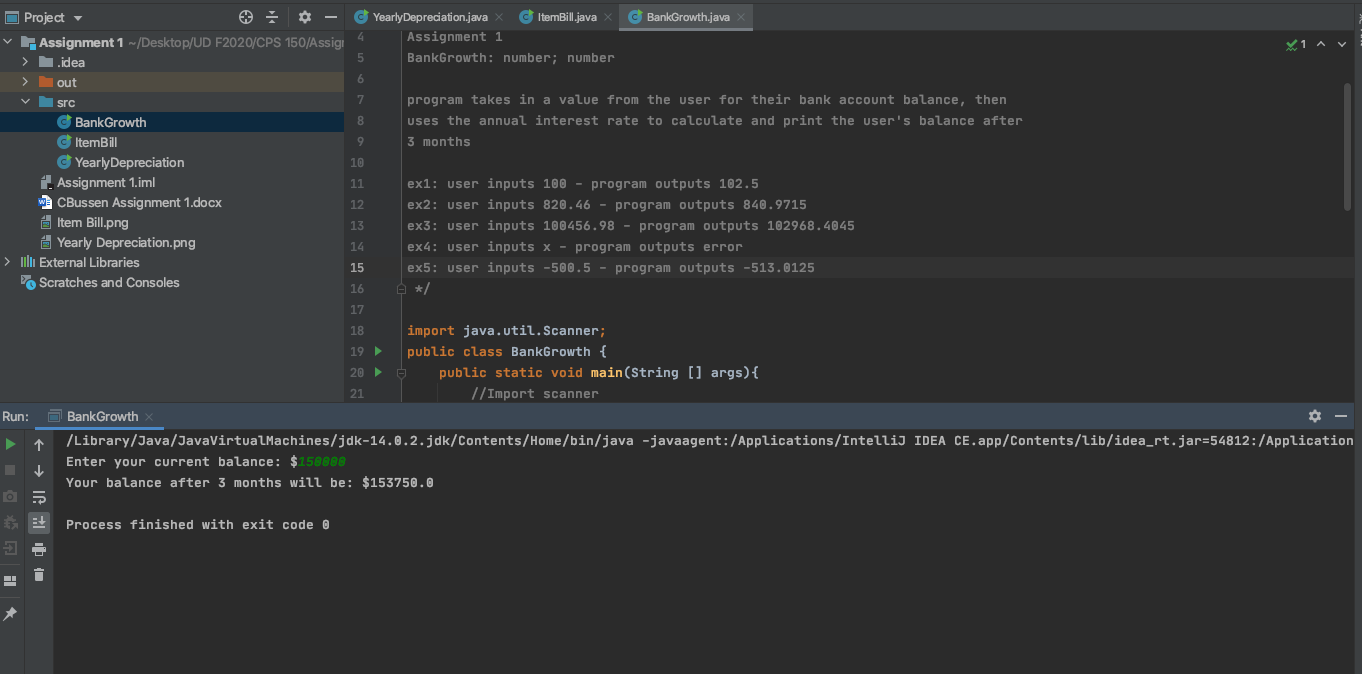 Project
YearlyDepreciation.java
ItemBill.java
BankGrowth.java
Assignment 1 ~/Desktop/UD F2020/CPS 150/Assigr
.idea
out
src
BankGrowth
ItemBill
YearlyDepreciation
Assignment 1.iml
CBussen Assignment 1.docx
Item Bill.png
Yearly Depreciation.png
External Libraries
Scratches and Consoles
4 Assignment 1
5 BankGrowth: number; number
6
7 program takes in a value from the user for their bank account balance, then
8 uses the annual interest rate to calculate and print the user's balance after
9 3 months
10
11 ex1: user inputs 100 - program outputs 102.5
12 ex2: user inputs 820.46 - program outputs 840.9715
13 ex3: user inputs 100456.98 - program outputs 102968.4045
14 ex4: user inputs x - program outputs error
15 ex5: user inputs -500.5 - program outputs -513.0125
16 */
17
18 import java.util.Scanner;
19 public class BankGrowth {
20 public static void main(String [] args){
21 //Import scanner
1
Run: BankGrowth
/Library/Java/JavaVirtualMachines/jdk-14.0.2.jdk/Contents/Home/bin/java -javaagent:/Applications/IntelliJ IDEA CE.app/Contents/lib/idea_rt.jar=54812:/Application
Enter your current balance: $150000
Your balance after 3 months will be: $153750.0
Process finished with exit code 0